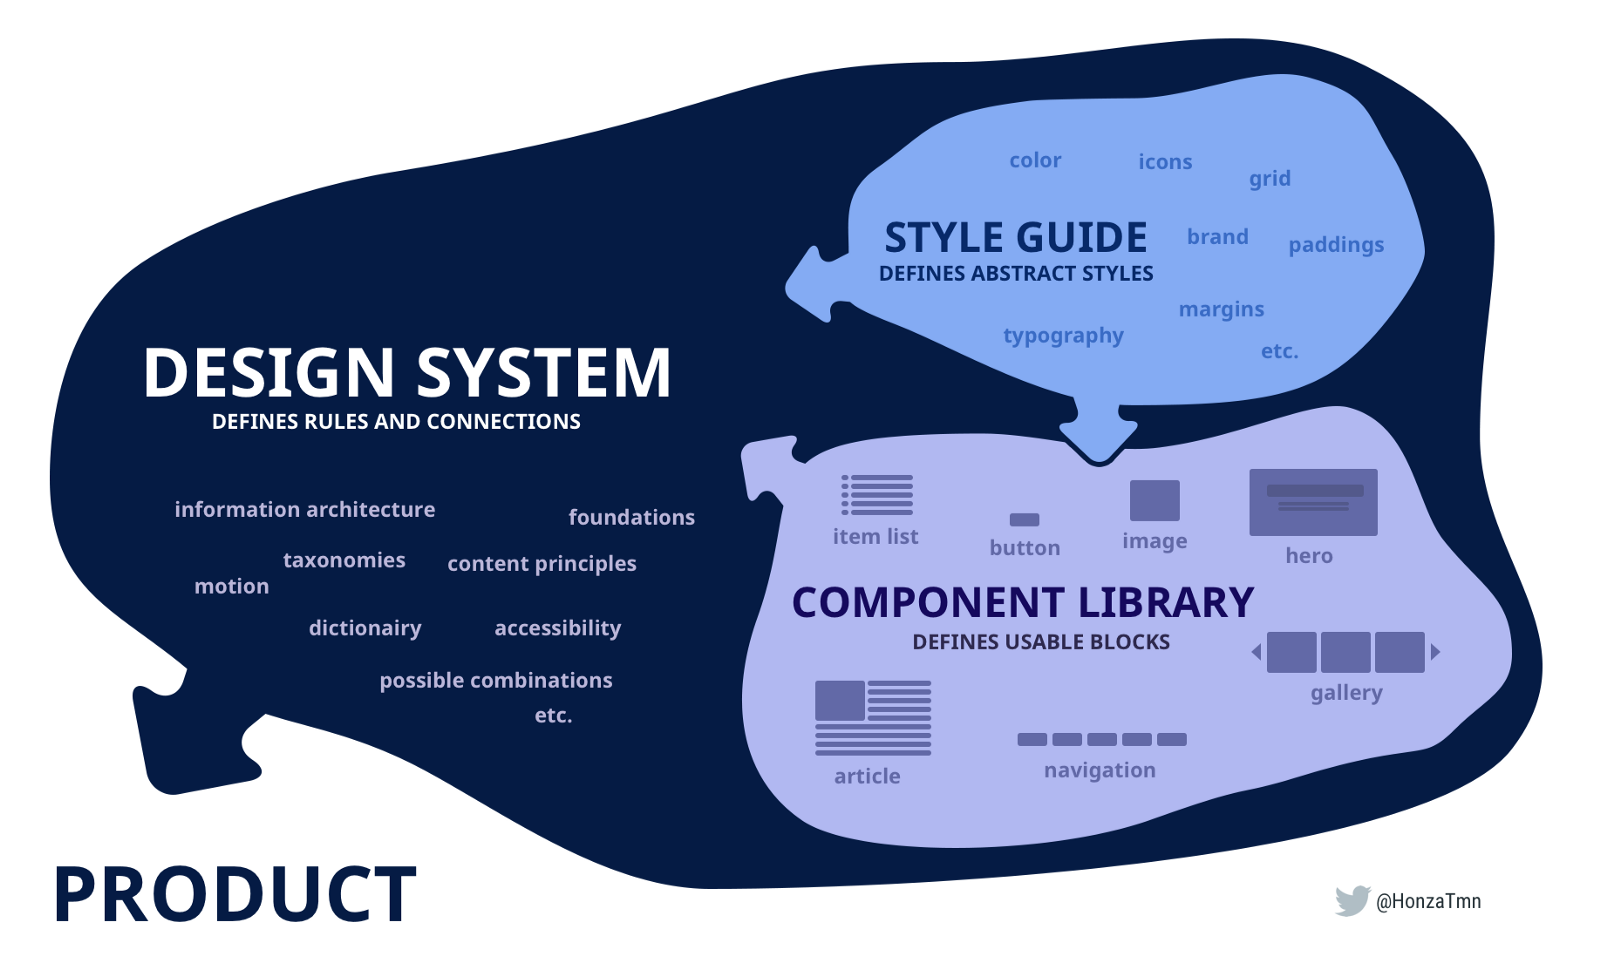 color
icons
grid
STYLE GUIDE
DEFINES ABSTRACT STYLES
brand
paddings
margins
typography
etc.
DESIGN SYSTEM
DEFINES RULES AND CONNECTIONS
information architecture
foundations
taxonomies
content principles
motion
dictionairy
accessibility
possible combinations
etc.
item list
button
image
hero
COMPONENT LIBRARY
DEFINES USABLE BLOCKS
gallery
article
navigation
PRODUCT
@HonzaTmn